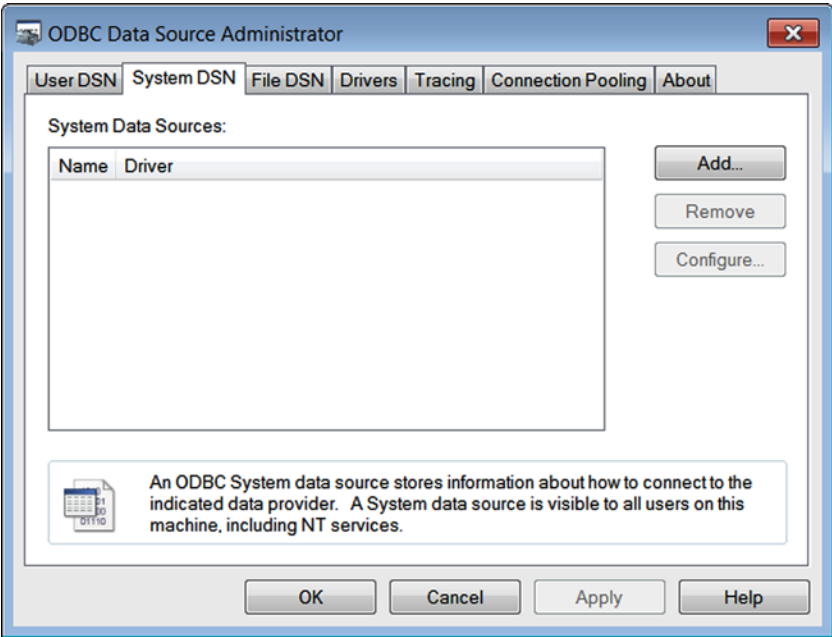 ODBC Data Source Administrator
User DSN System DSN File DSN Drivers Tracing Connection Pooling About
System Data Sources:
Name Driver
Add...
Remove
Configure...
An ODBC System data source stores information about how to connect to the
indicated data provider. A System data source is visible to all users on this
machine, including NT services.
OK Cancel Apply Help